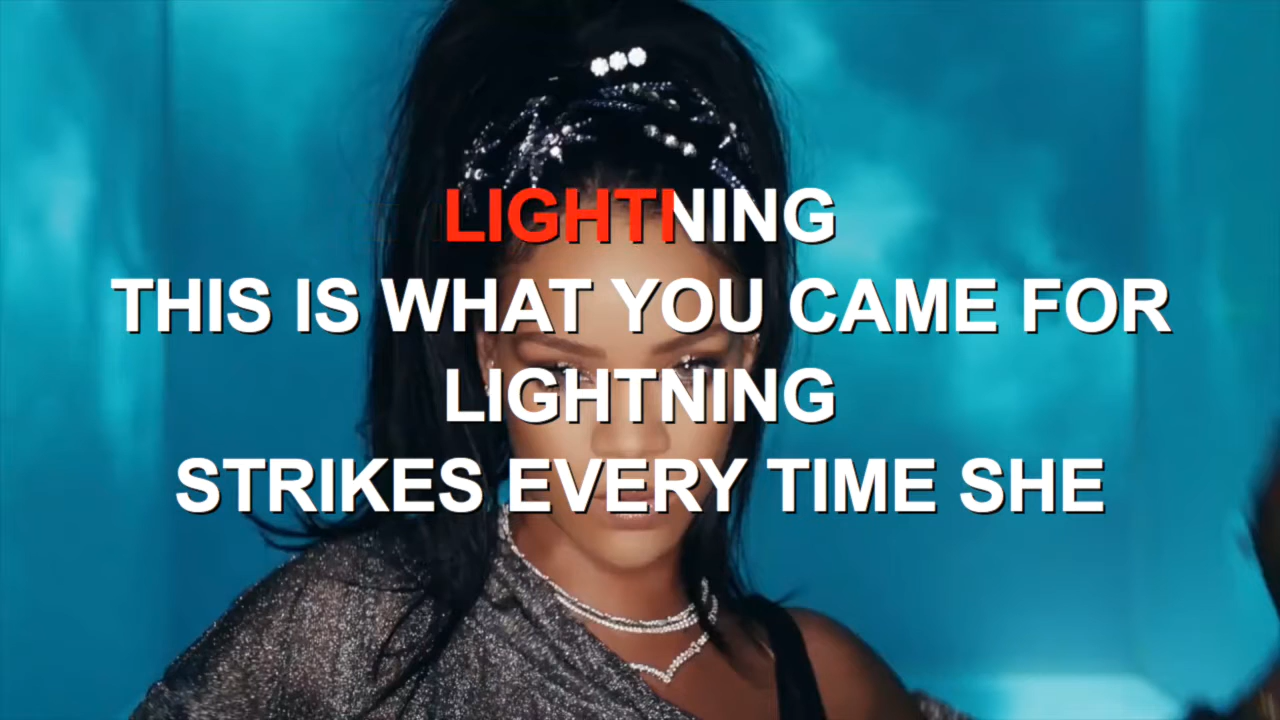 LIGHTNING
THIS IS WHAT YOU CAME FOR
LIGHTNING
STRIKES EVERY TIME SHE